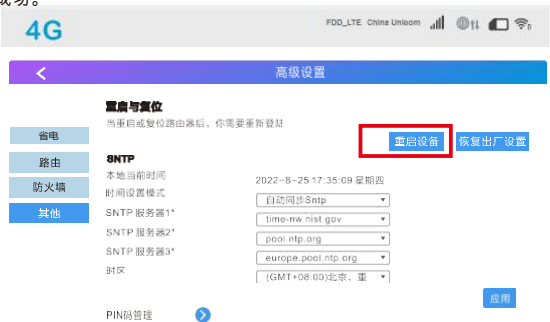 成功。
4G
FDD_LTE China Unicom
高级设置
重启与复位
当重启或复位路由器后，你需要重新登陆
重启设备 恢复出厂设置
省电
路由
防火墙
其他
SNTP
本地当前时间 2022-8-25 17:35:09 星期四
时间设置模式 自动同步Sntp
SNTP 服务器1* time-nw.nist.gov
SNTP 服务器2* pool.ntp.org
SNTP 服务器3* europe.pool.ntp.org
时区 (GMT+08:00)北京，重
应用
PIN码管理